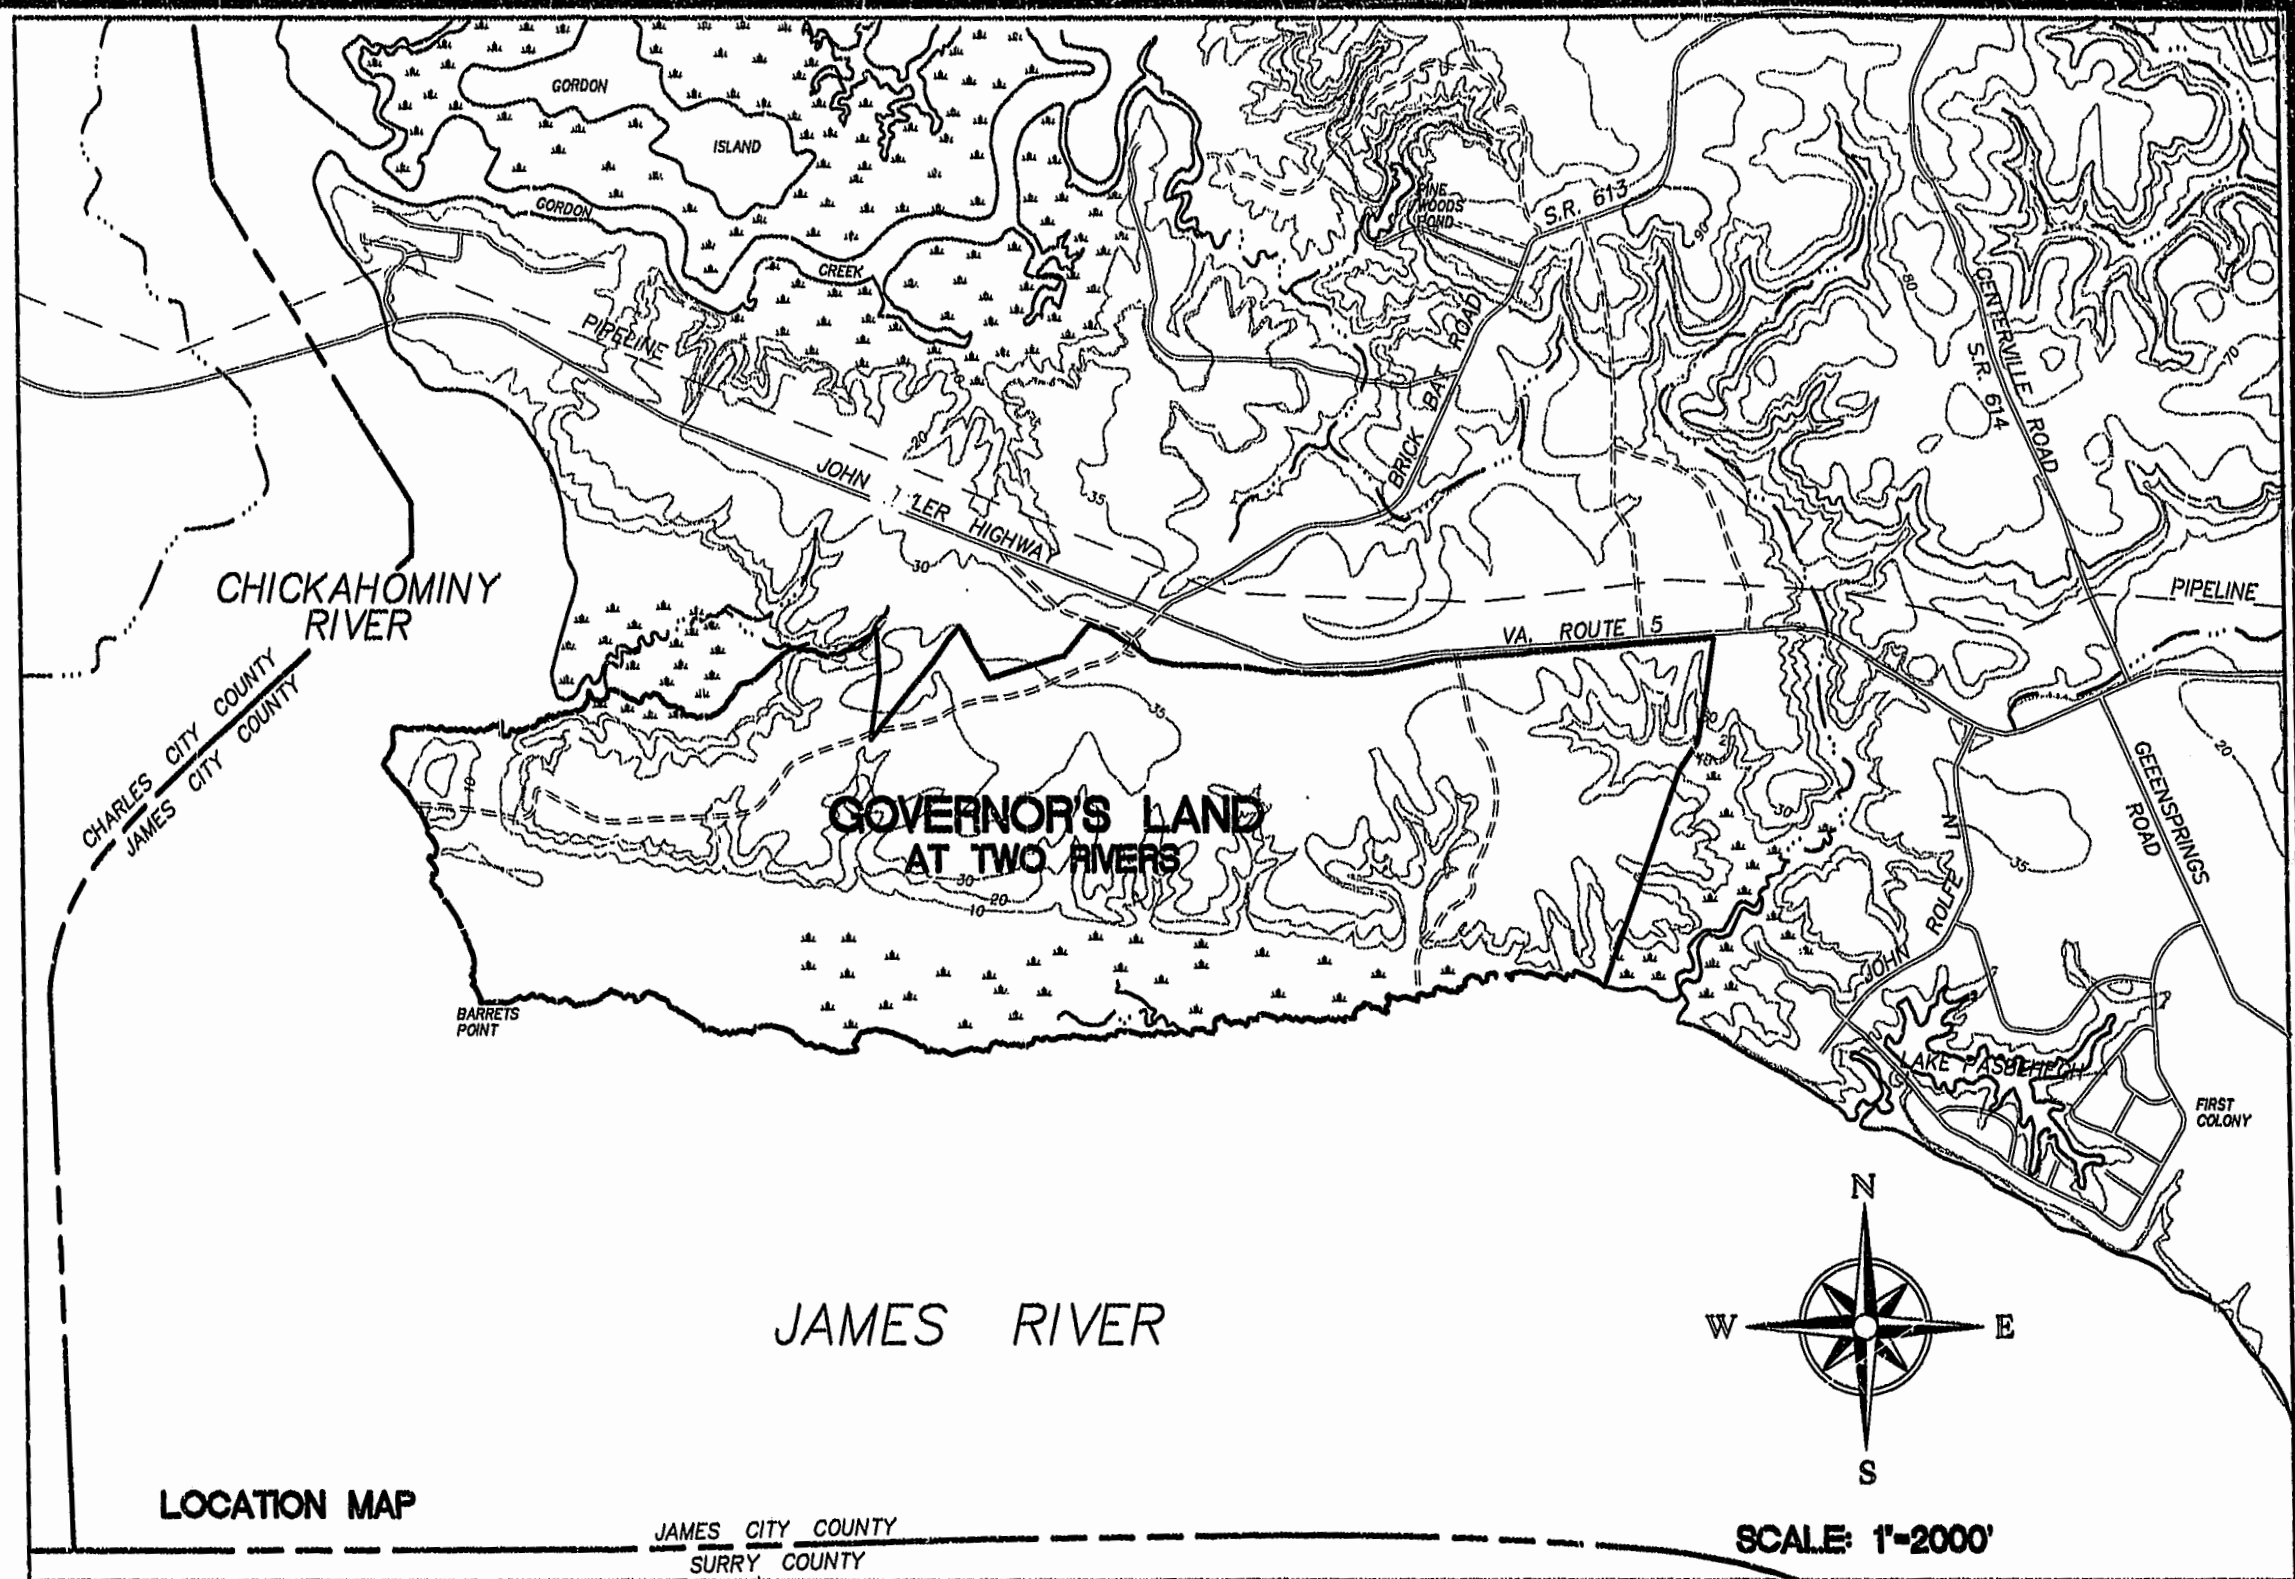 GORDON
ISLAND
GORDON
CREEK
PINE
WOODS
POND
S.R. 613
90
80
CENTERVILLE ROAD
S.R. 614
70
PIPELINE
BRICK BAT ROAD
20
35
JOHN
LER HIGHWA
30
CHICKAHOMINY
RIVER
PIPELINE
VA. ROUTE 5
CHARLES CITY COUNTY
JAMES CITY COUNTY
35
20
10
GEEENSPRINGS
ROAD
GOVERNOR'S LAND
AT TWO RIVERS
30
20
10
30
35
JOHN ROLFE
BARRETS
POINT
LAKE PASBEHEGH
FIRST
COLONY
N
W E
S
JAMES RIVER
LOCATION MAP
JAMES CITY COUNTY
SURRY COUNTY
SCALE: 1"=2000'